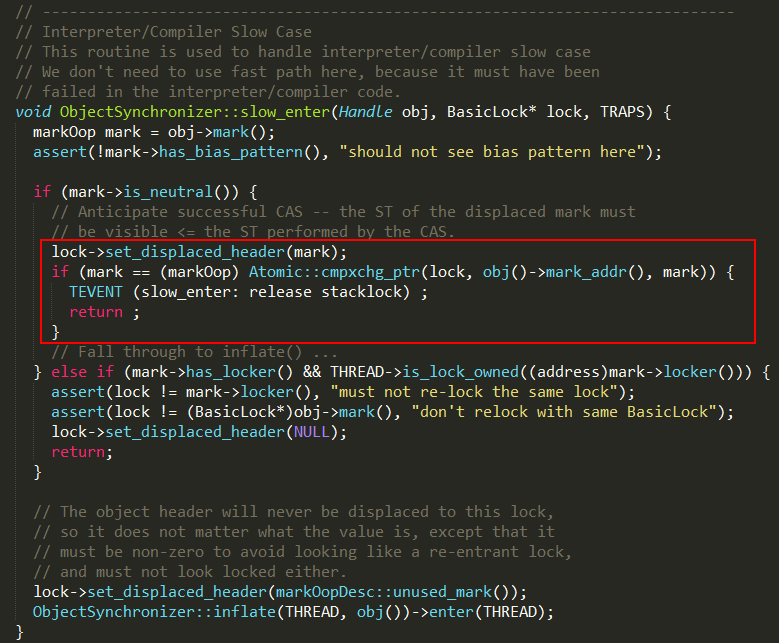 // -----------------------------------------------------------------------------
// Interpreter/Compiler Slow Case
// This routine is used to handle interpreter/compiler slow case
// We don't need to use fast path here, because it must have been
// failed in the interpreter/compiler code.
void ObjectSynchronizer::slow_enter(Handle obj, BasicLock* lock, TRAPS) {
  markOop mark = obj->mark();
  assert(!mark->has_bias_pattern(), "should not see bias pattern here");

  if (mark->is_neutral()) {
    // Anticipate successful CAS -- the ST of the displaced mark must
    // be visible <= the ST performed by the CAS.
    lock->set_displaced_header(mark);
    if (mark == (markOop) Atomic::cmpxchg_ptr(lock, obj()->mark_addr(), mark)) {
      TEVENT (slow_enter: release stacklock) ;
      return ;
    }
    // Fall through to inflate() ...
  } else if (mark->has_locker() && THREAD->is_lock_owned((address)mark->locker())) {
    assert(lock != mark->locker(), "must not re-lock the same lock");
    assert(lock != (BasicLock*)obj->mark(), "don't relock with same BasicLock");
    lock->set_displaced_header(NULL);
    return;
  }

  // The object header will never be displaced to this lock,
  // so it does not matter what the value is, except that it
  // must be non-zero to avoid looking like a re-entrant lock,
  // and must not look locked either.
  lock->set_displaced_header(markOopDesc::unused_mark());
  ObjectSynchronizer::inflate(THREAD, obj())->enter(THREAD);
}